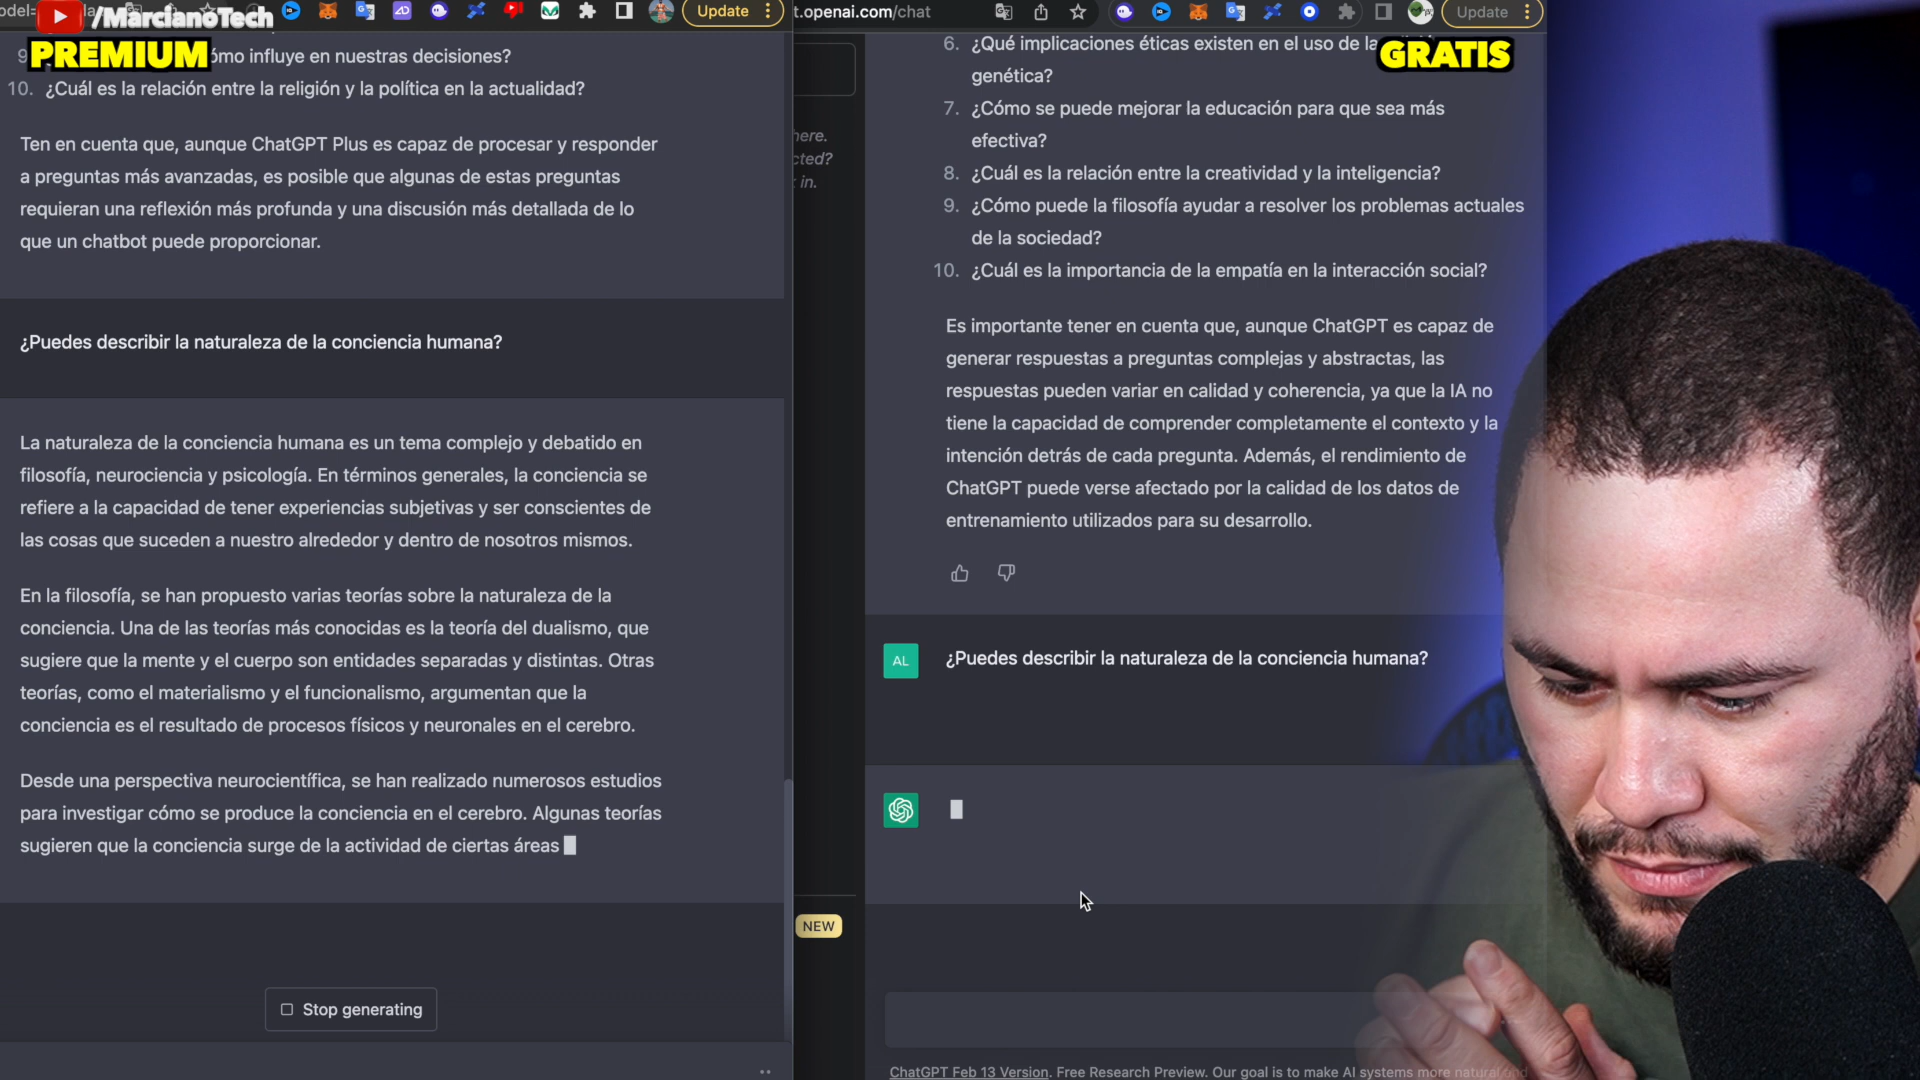 /MarcianoTech
Update
t.openai.com/chat
Update
PREMIUM
GRATIS
9
ómo influye en nuestras decisiones?
10. ¿Cuál es la relación entre la religión y la política en la actualidad?
Ten en cuenta que, aunque ChatGPT Plus es capaz de procesar y responder
a preguntas más avanzadas, es posible que algunas de estas preguntas
requieran una reflexión más profunda y una discusión más detallada de lo
que un chatbot puede proporcionar.
¿Puedes describir la naturaleza de la conciencia humana?
La naturaleza de la conciencia humana es un tema complejo y debatido en
filosofía, neurociencia y psicología. En términos generales, la conciencia se
refiere a la capacidad de tener experiencias subjetivas y ser conscientes de
las cosas que suceden a nuestro alrededor y dentro de nosotros mismos.
En la filosofía, se han propuesto varias teorías sobre la naturaleza de la
conciencia. Una de las teorías más conocidas es la teoría del dualismo, que
sugiere que la mente y el cuerpo son entidades separadas y distintas. Otras
teorías, como el materialismo y el funcionalismo, argumentan que la
conciencia es el resultado de procesos físicos y neuronales en el cerebro.
Desde una perspectiva neurocientífica, se han realizado numerosos estudios
para investigar cómo se produce la conciencia en el cerebro. Algunas teorías
sugieren que la conciencia surge de la actividad de ciertas áreas
Stop generating
here.
cted?
in.
NEW
6. ¿Qué implicaciones éticas existen en el uso de la
genética?
7. ¿Cómo se puede mejorar la educación para que sea más
efectiva?
8. ¿Cuál es la relación entre la creatividad y la inteligencia?
9. ¿Cómo puede la filosofía ayudar a resolver los problemas actuales
de la sociedad?
10. ¿Cuál es la importancia de la empatía en la interacción social?
Es importante tener en cuenta que, aunque ChatGPT es capaz de
generar respuestas a preguntas complejas y abstractas, las
respuestas pueden variar en calidad y coherencia, ya que la IA no
tiene la capacidad de comprender completamente el contexto y la
intención detrás de cada pregunta. Además, el rendimiento de
ChatGPT puede verse afectado por la calidad de los datos de
entrenamiento utilizados para su desarrollo.
AL
¿Puedes describir la naturaleza de la conciencia humana?
ChatGPT Feb 13 Version. Free Research Preview. Our goal is to make AI systems more natural and